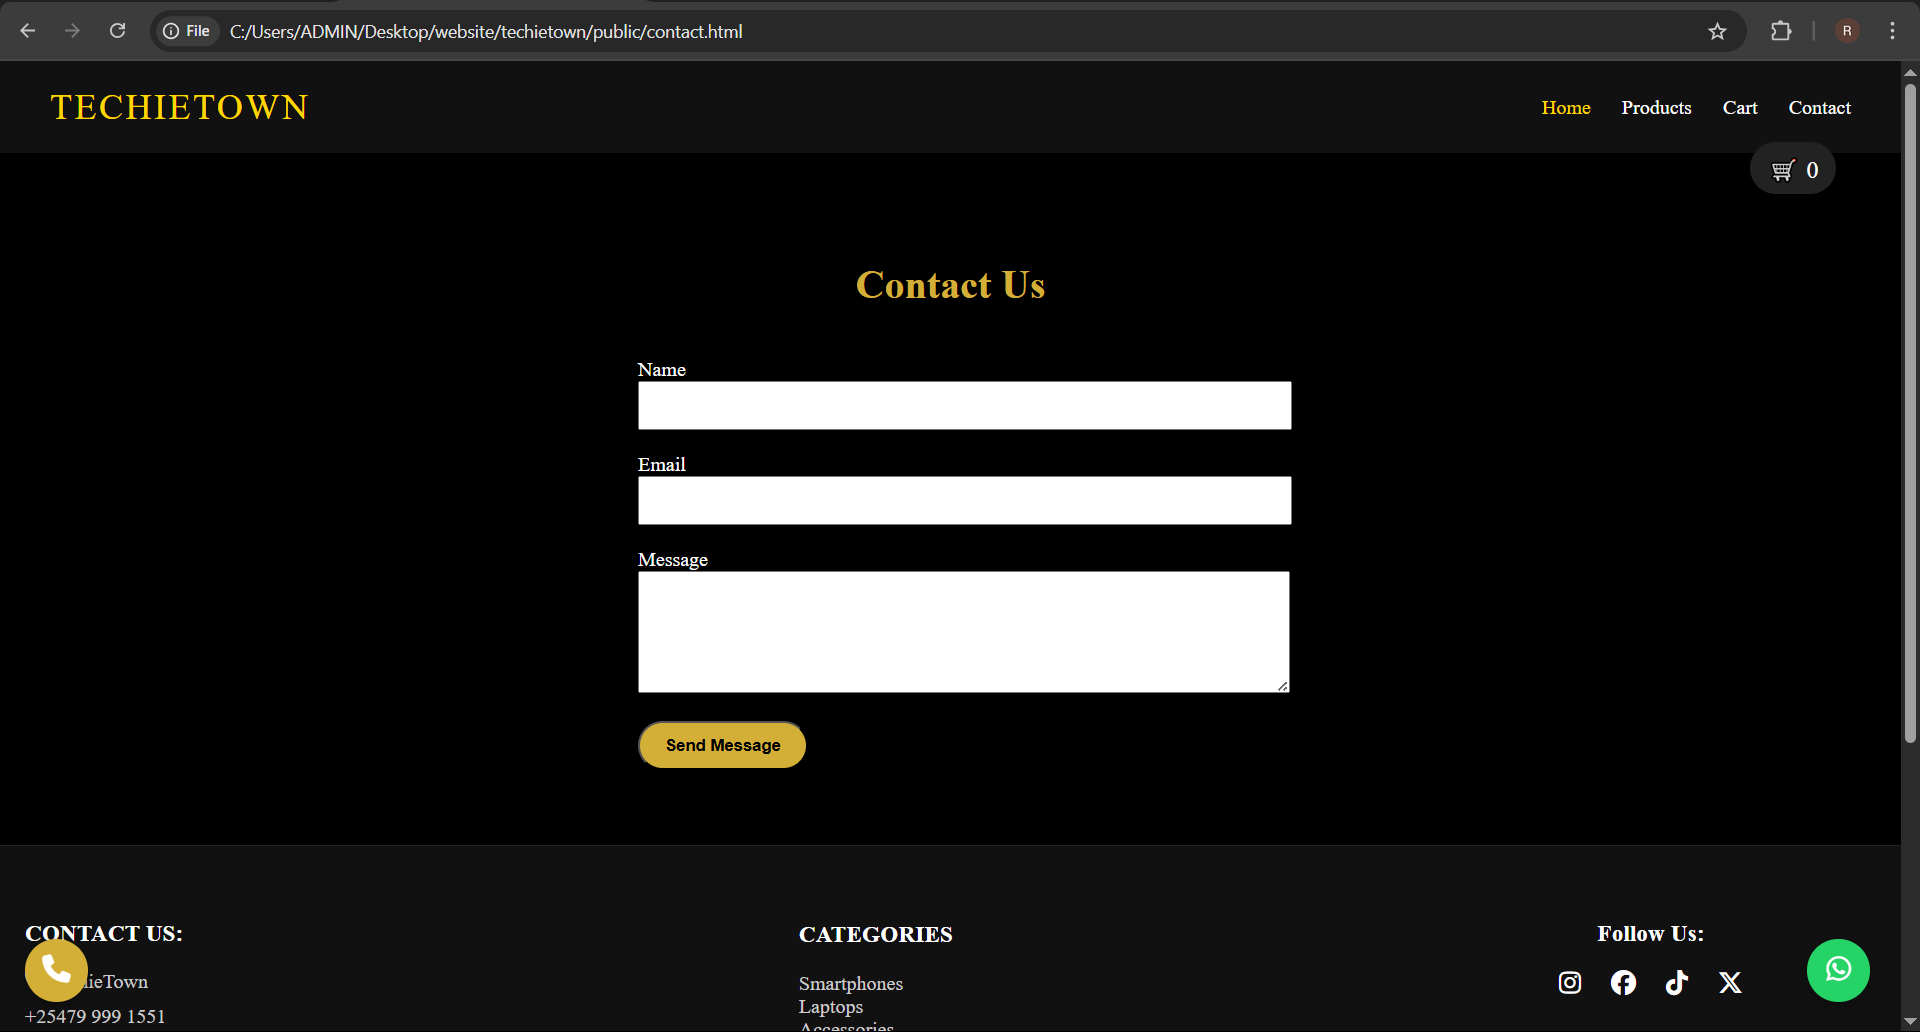 File C:/Users/ADMIN/Desktop/website/techietown/public/contact.html
R
TECHIETOWN
Home Products Cart Contact
0
Contact Us
Name
Email
Message
Send Message
CONTACT US:
ieTown
+25479 999 1551
CATEGORIES
Smartphones
Laptops
Accessories
Follow Us: